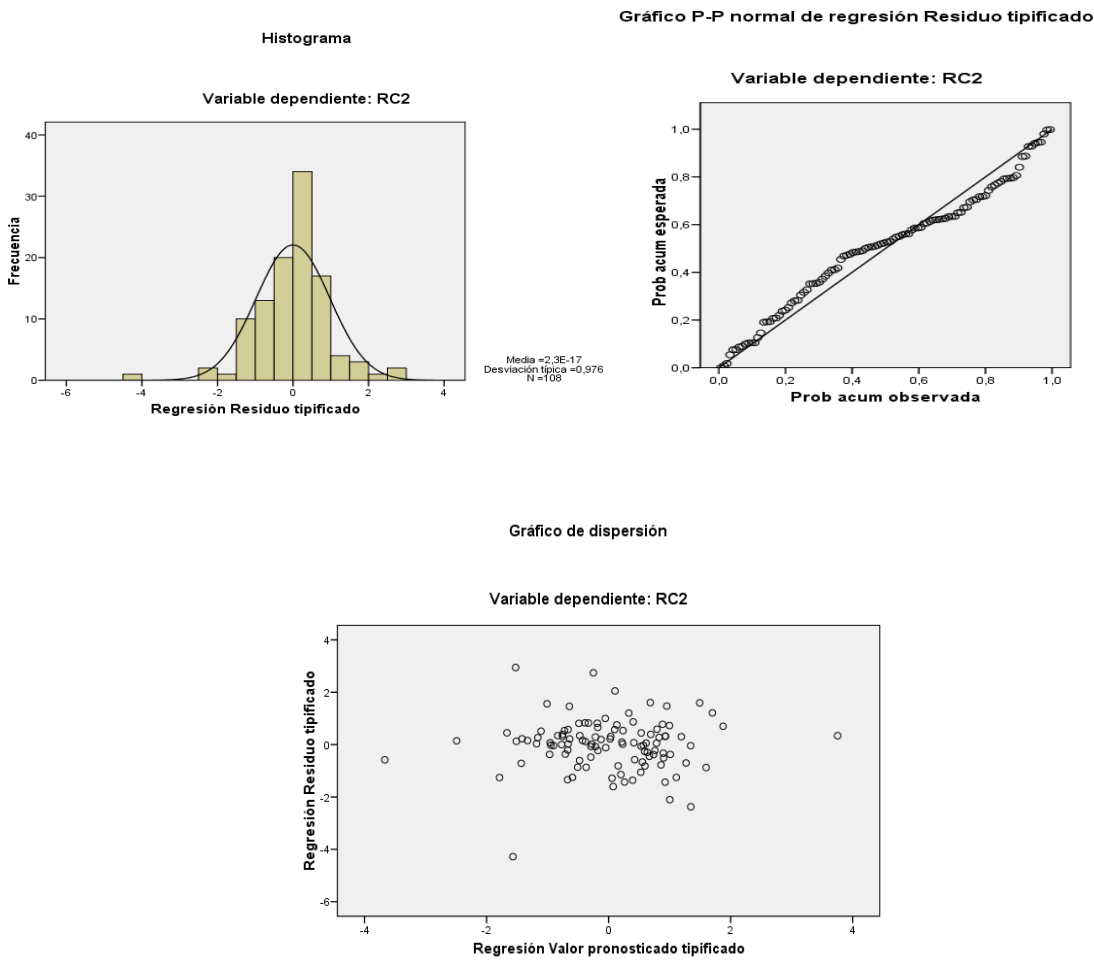 Histograma
Variable dependiente: RC2
Frecuencia
40
30
20
10
0
-6
-4
-2
0
2
4
Regresión Residuo tipificado
Media =2,3E-17
Desviación típica =0,976
N =108
Gráfico P-P normal de regresión Residuo tipificado
Variable dependiente: RC2
Prob acum esperada
1,0
0,8
0,6
0,4
0,2
0,0
0,0
0,2
0,4
0,6
0,8
1,0
Prob acum observada
Gráfico de dispersión
Variable dependiente: RC2
Regresión Residuo tipificado
4
2
0
-2
-4
-6
-4
-2
0
2
4
Regresión Valor pronosticado tipificado